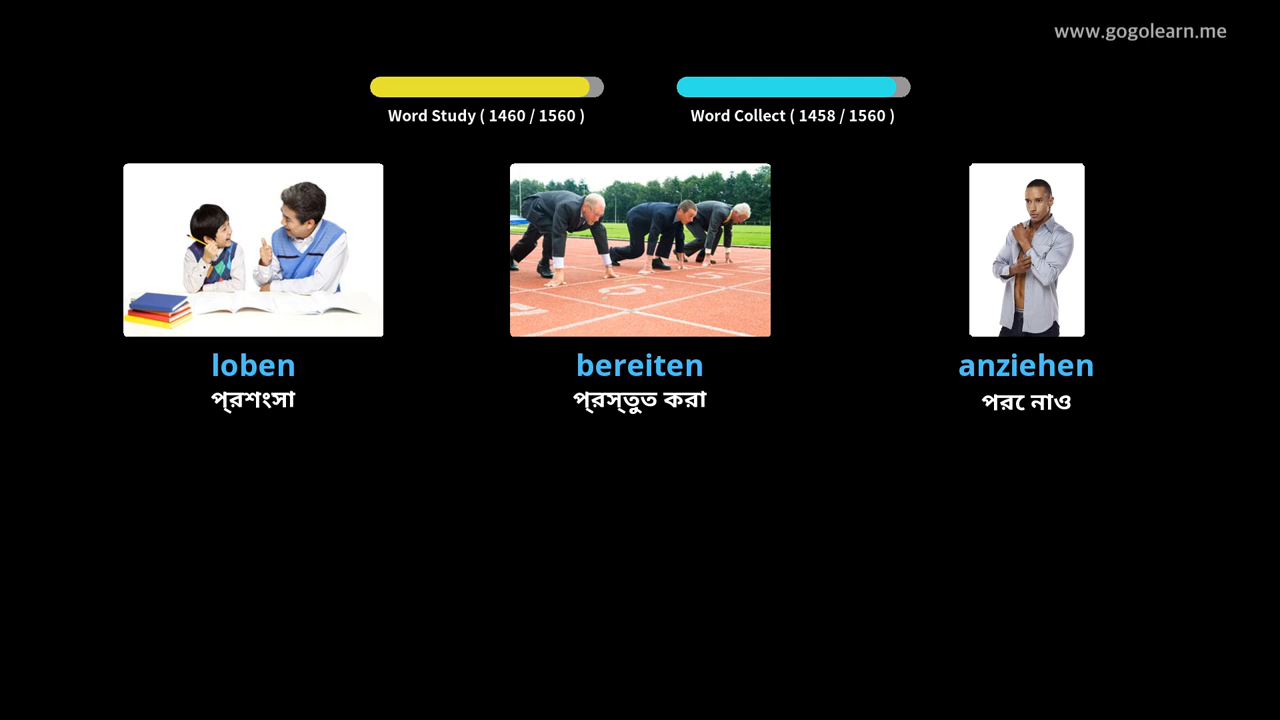 www.gogolearn.me
Word Study ( 1460 / 1560 )
Word Collect ( 1458 / 1560 )
loben
প্রশংসা
bereiten
প্রস্তুত করা
anziehen
পরে নাও